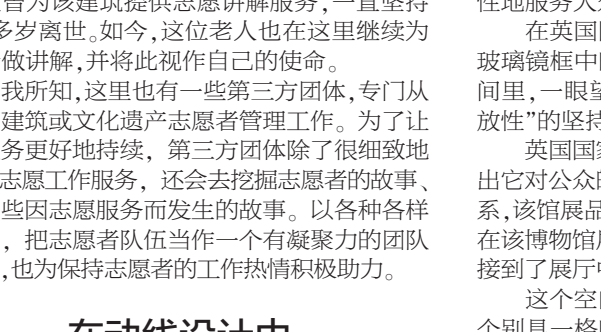 曾为该建筑提供志愿讲解服务,一直坚持
多岁离世。如今,这位老人也在这里继续为
做讲解,并将此视作自己的使命。
我所知,这里也有一些第三方团体,专门从
建筑或文化遗产志愿者管理工作。为了让
务更好地持续,第三方团体除了很细致地
志愿工作服务,还会去挖掘志愿者的故事、
些因志愿服务而发生的故事。以各种各样
,把志愿者队伍当作一个有凝聚力的团队
,也为保持志愿者的工作热情积极助力。
在动线设计中
性地服务大
在英国
玻璃镜框中
间里,一眼望
放性”的坚持
英国国家
出它对公众的
系,该馆展品
在该博物馆
接到了展厅中
这个空
个别具一格